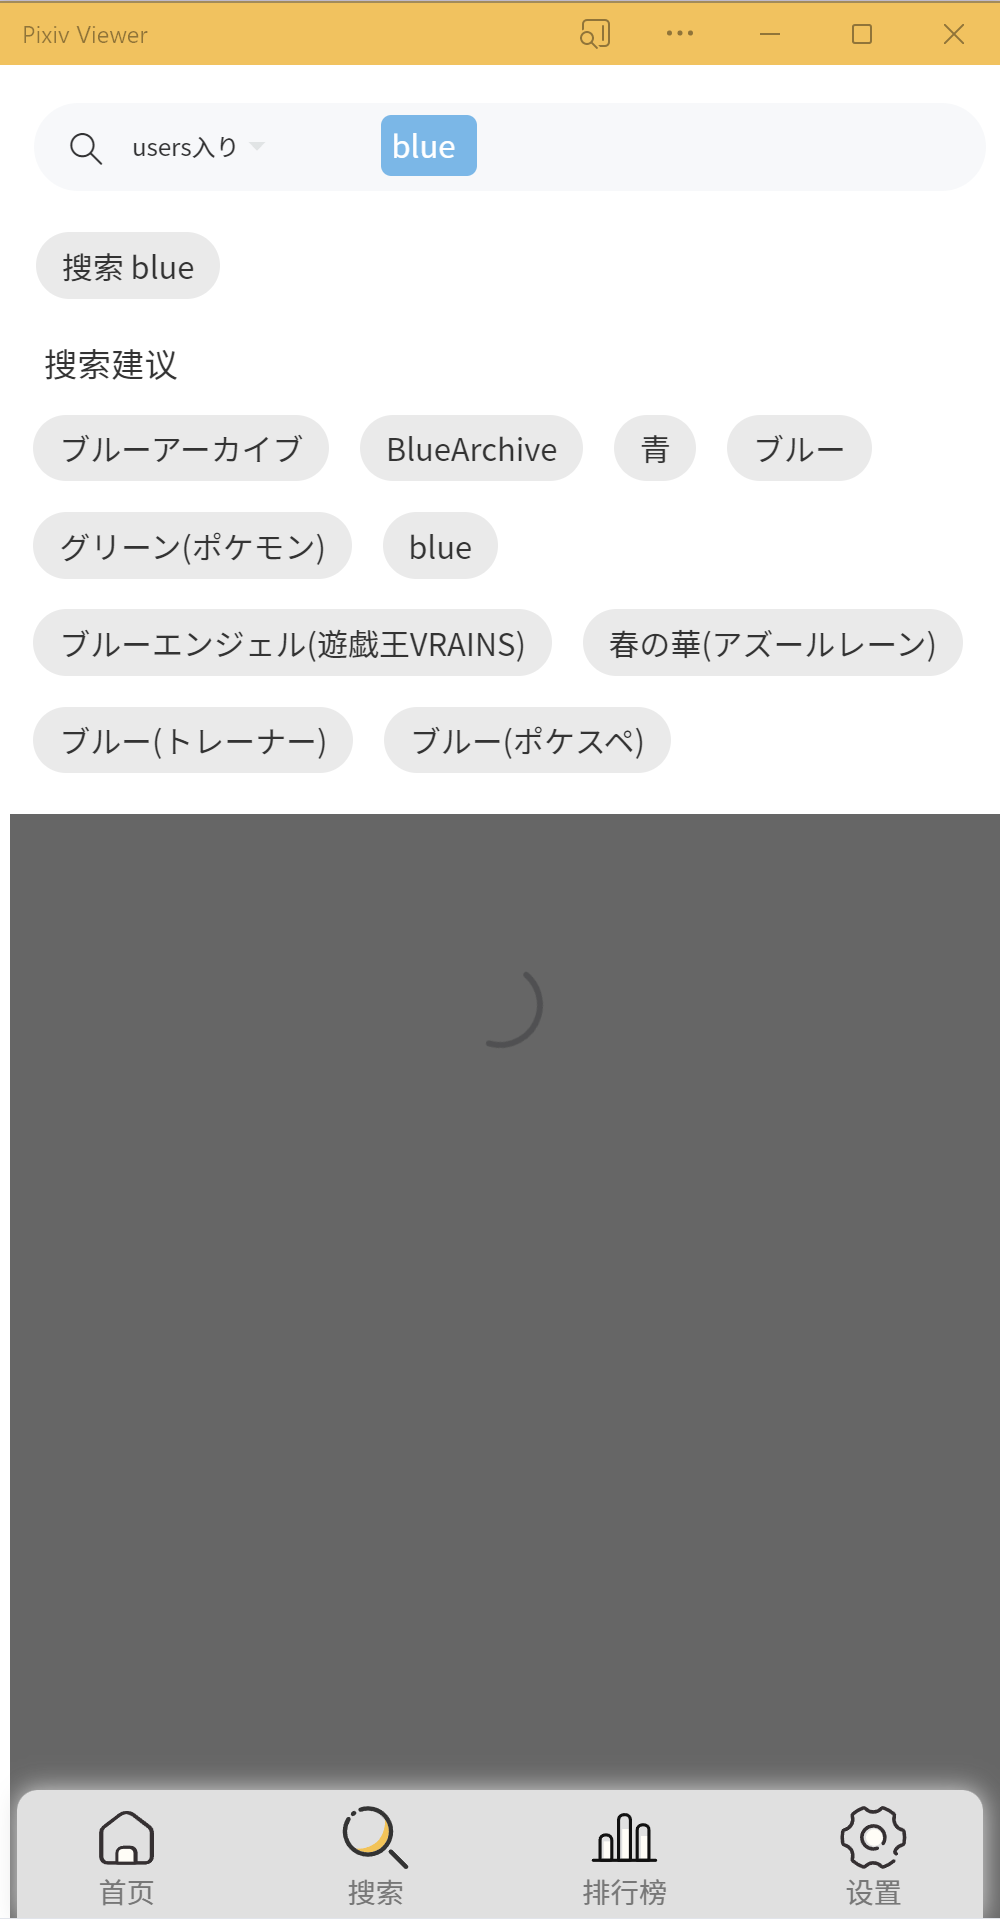 Pixiv Viewer
users入り blue
搜索 blue
搜索建议
ブルーアーカイブ BlueArchive 青 ブルー
グリーン(ポケモン) blue
ブルーエンジェル(遊戯王VRAINS) 春の華(アズールレーン)
ブルー(トレーナー) ブルー(ポケスペ)
首页 搜索 排行榜 设置